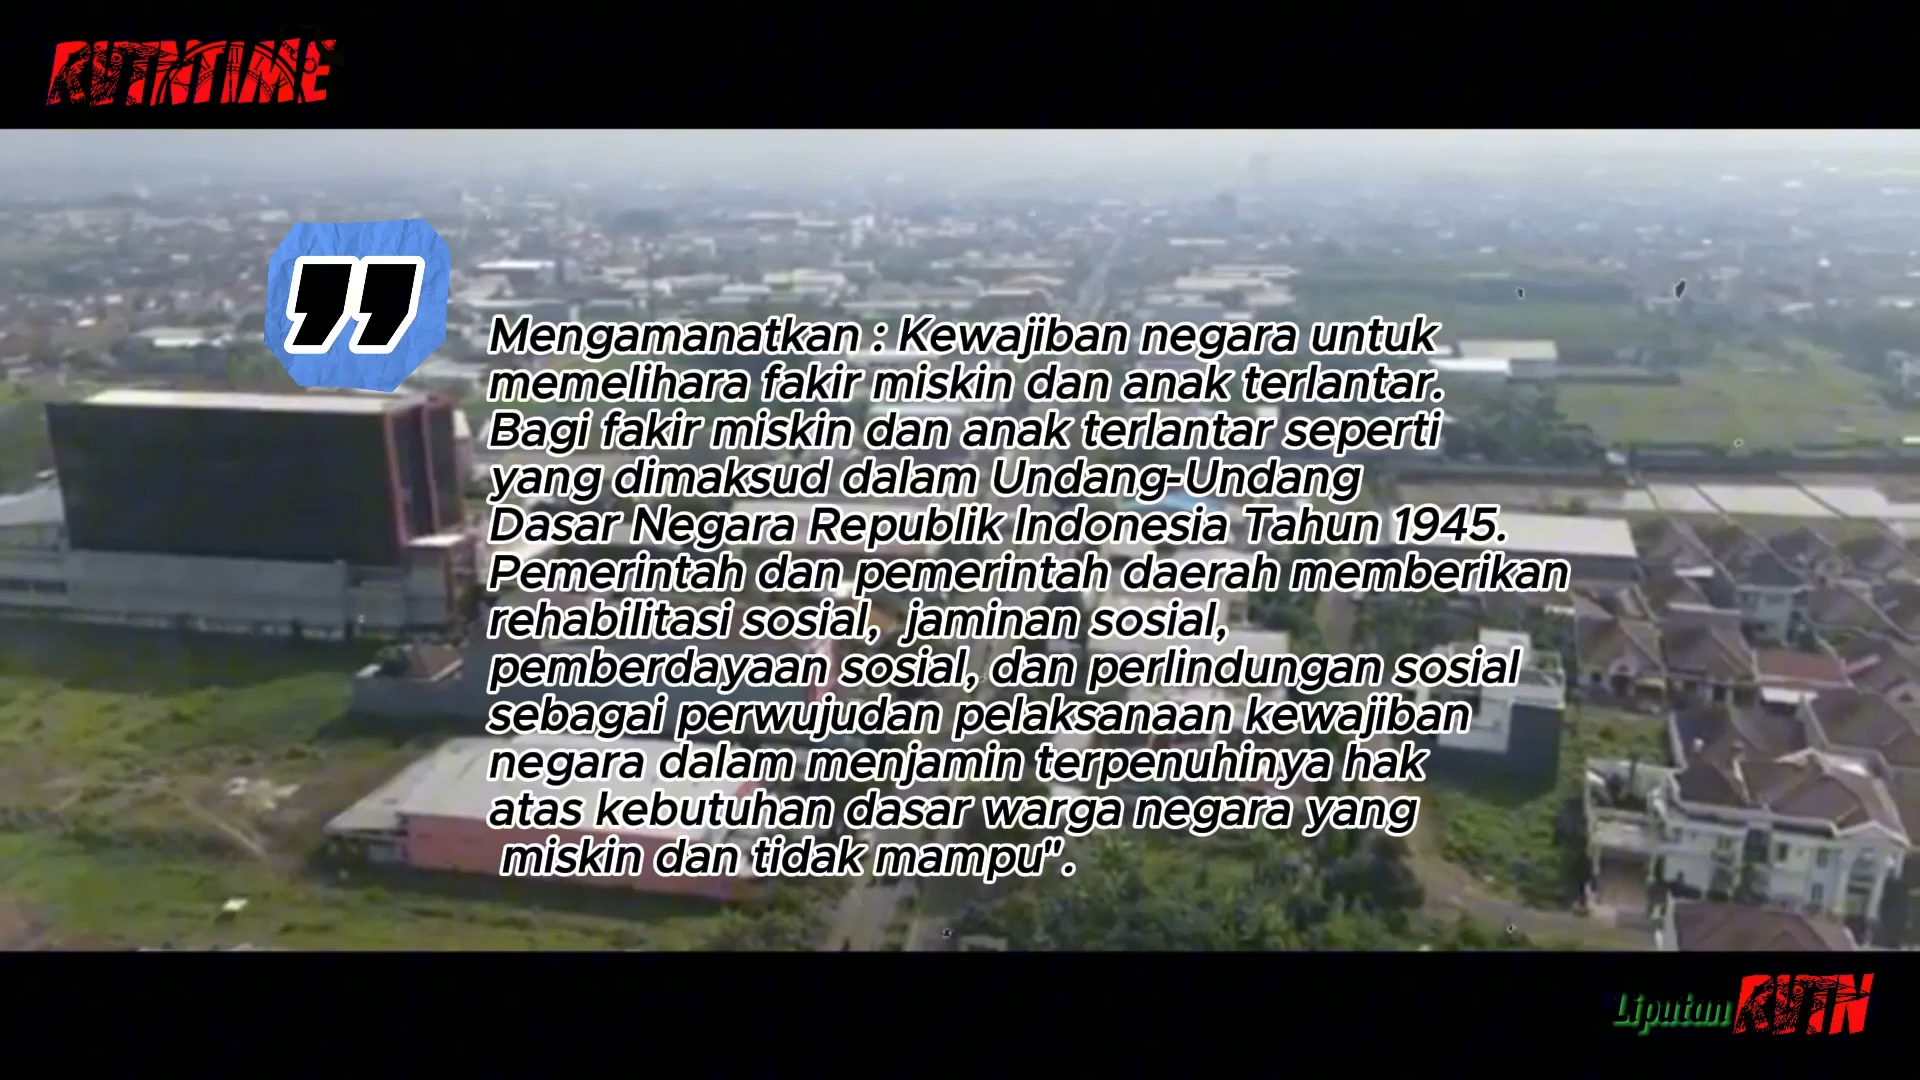 RUTNTIME
Mengamanatkan : Kewajiban negara untuk
memelihara fakir miskin dan anak terlantar.
Bagi fakir miskin dan anak terlantar seperti
yang dimaksud dalam Undang-Undang
Dasar Negara Republik Indonesia Tahun 1945.
Pemerintah dan pemerintah daerah memberikan
rehabilitasi sosial, jaminan sosial,
pemberdayaan sosial, dan perlindungan sosial
sebagai perwujudan pelaksanaan kewajiban
negara dalam menjamin terpenuhinya hak
atas kebutuhan dasar warga negara yang
miskin dan tidak mampu".
Liputan RUTN